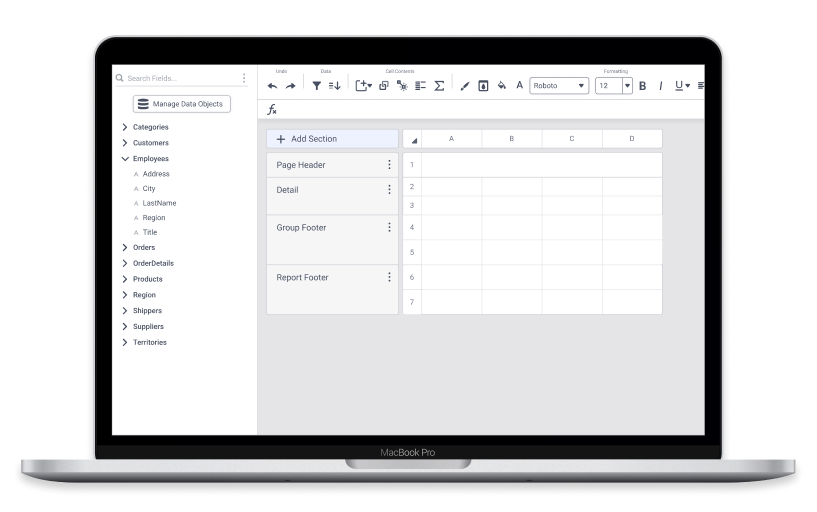 Search Fields...
Manage Data Objects
Categories
Customers
Employees
A Address
A City
A LastName
A Region
A Title
Orders
OrderDetails
Products
Region
Shippers
Suppliers
Territories
Undo Data Cell Contents Formatting
A Roboto 12 B I U
fx
+ Add Section
A B C D
Page Header
Detail
Group Footer
Report Footer
1
2
3
4
5
6
7
MacBook Pro